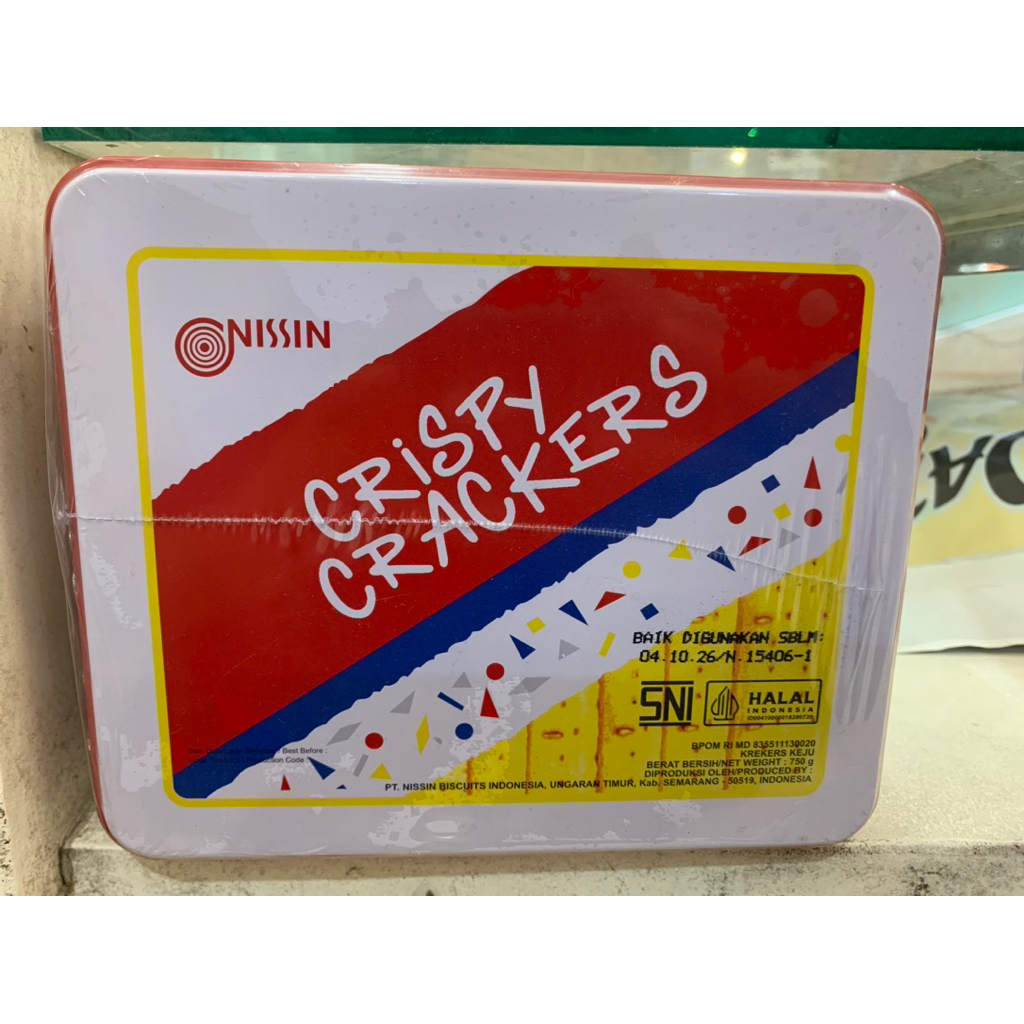 NISSIN
CRiSPY
CRACKERS
BAIK DIGUNAKAN SBLM:
04.10.26/N 15406-1
SNI
HALAL
INDONESIA
Best Before :
Production Code :
BPOM RI MD 835511130020
KREKERS KEJU
BERAT BERSIH/NET WEIGHT : 750 g
DIPRODUKSI OLEH/PRODUCED BY :
PT. NISSIN BISCUITS INDONESIA, UNGARAN TIMUR, Kab. SEMARANG - 50519, INDONESIA